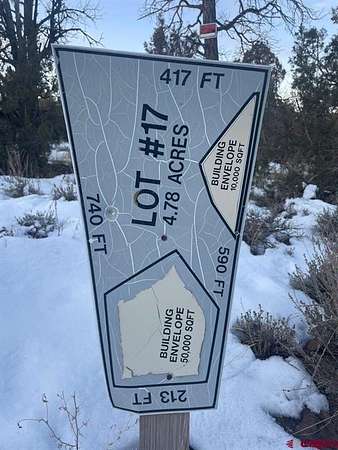 417 FT
LOT #17
4.78 ACRES
BUILDING
ENVELOPE
10,000 SQFT
740 FT
590 FT
BUILDING
ENVELOPE
50,000 SQFT
213 FT